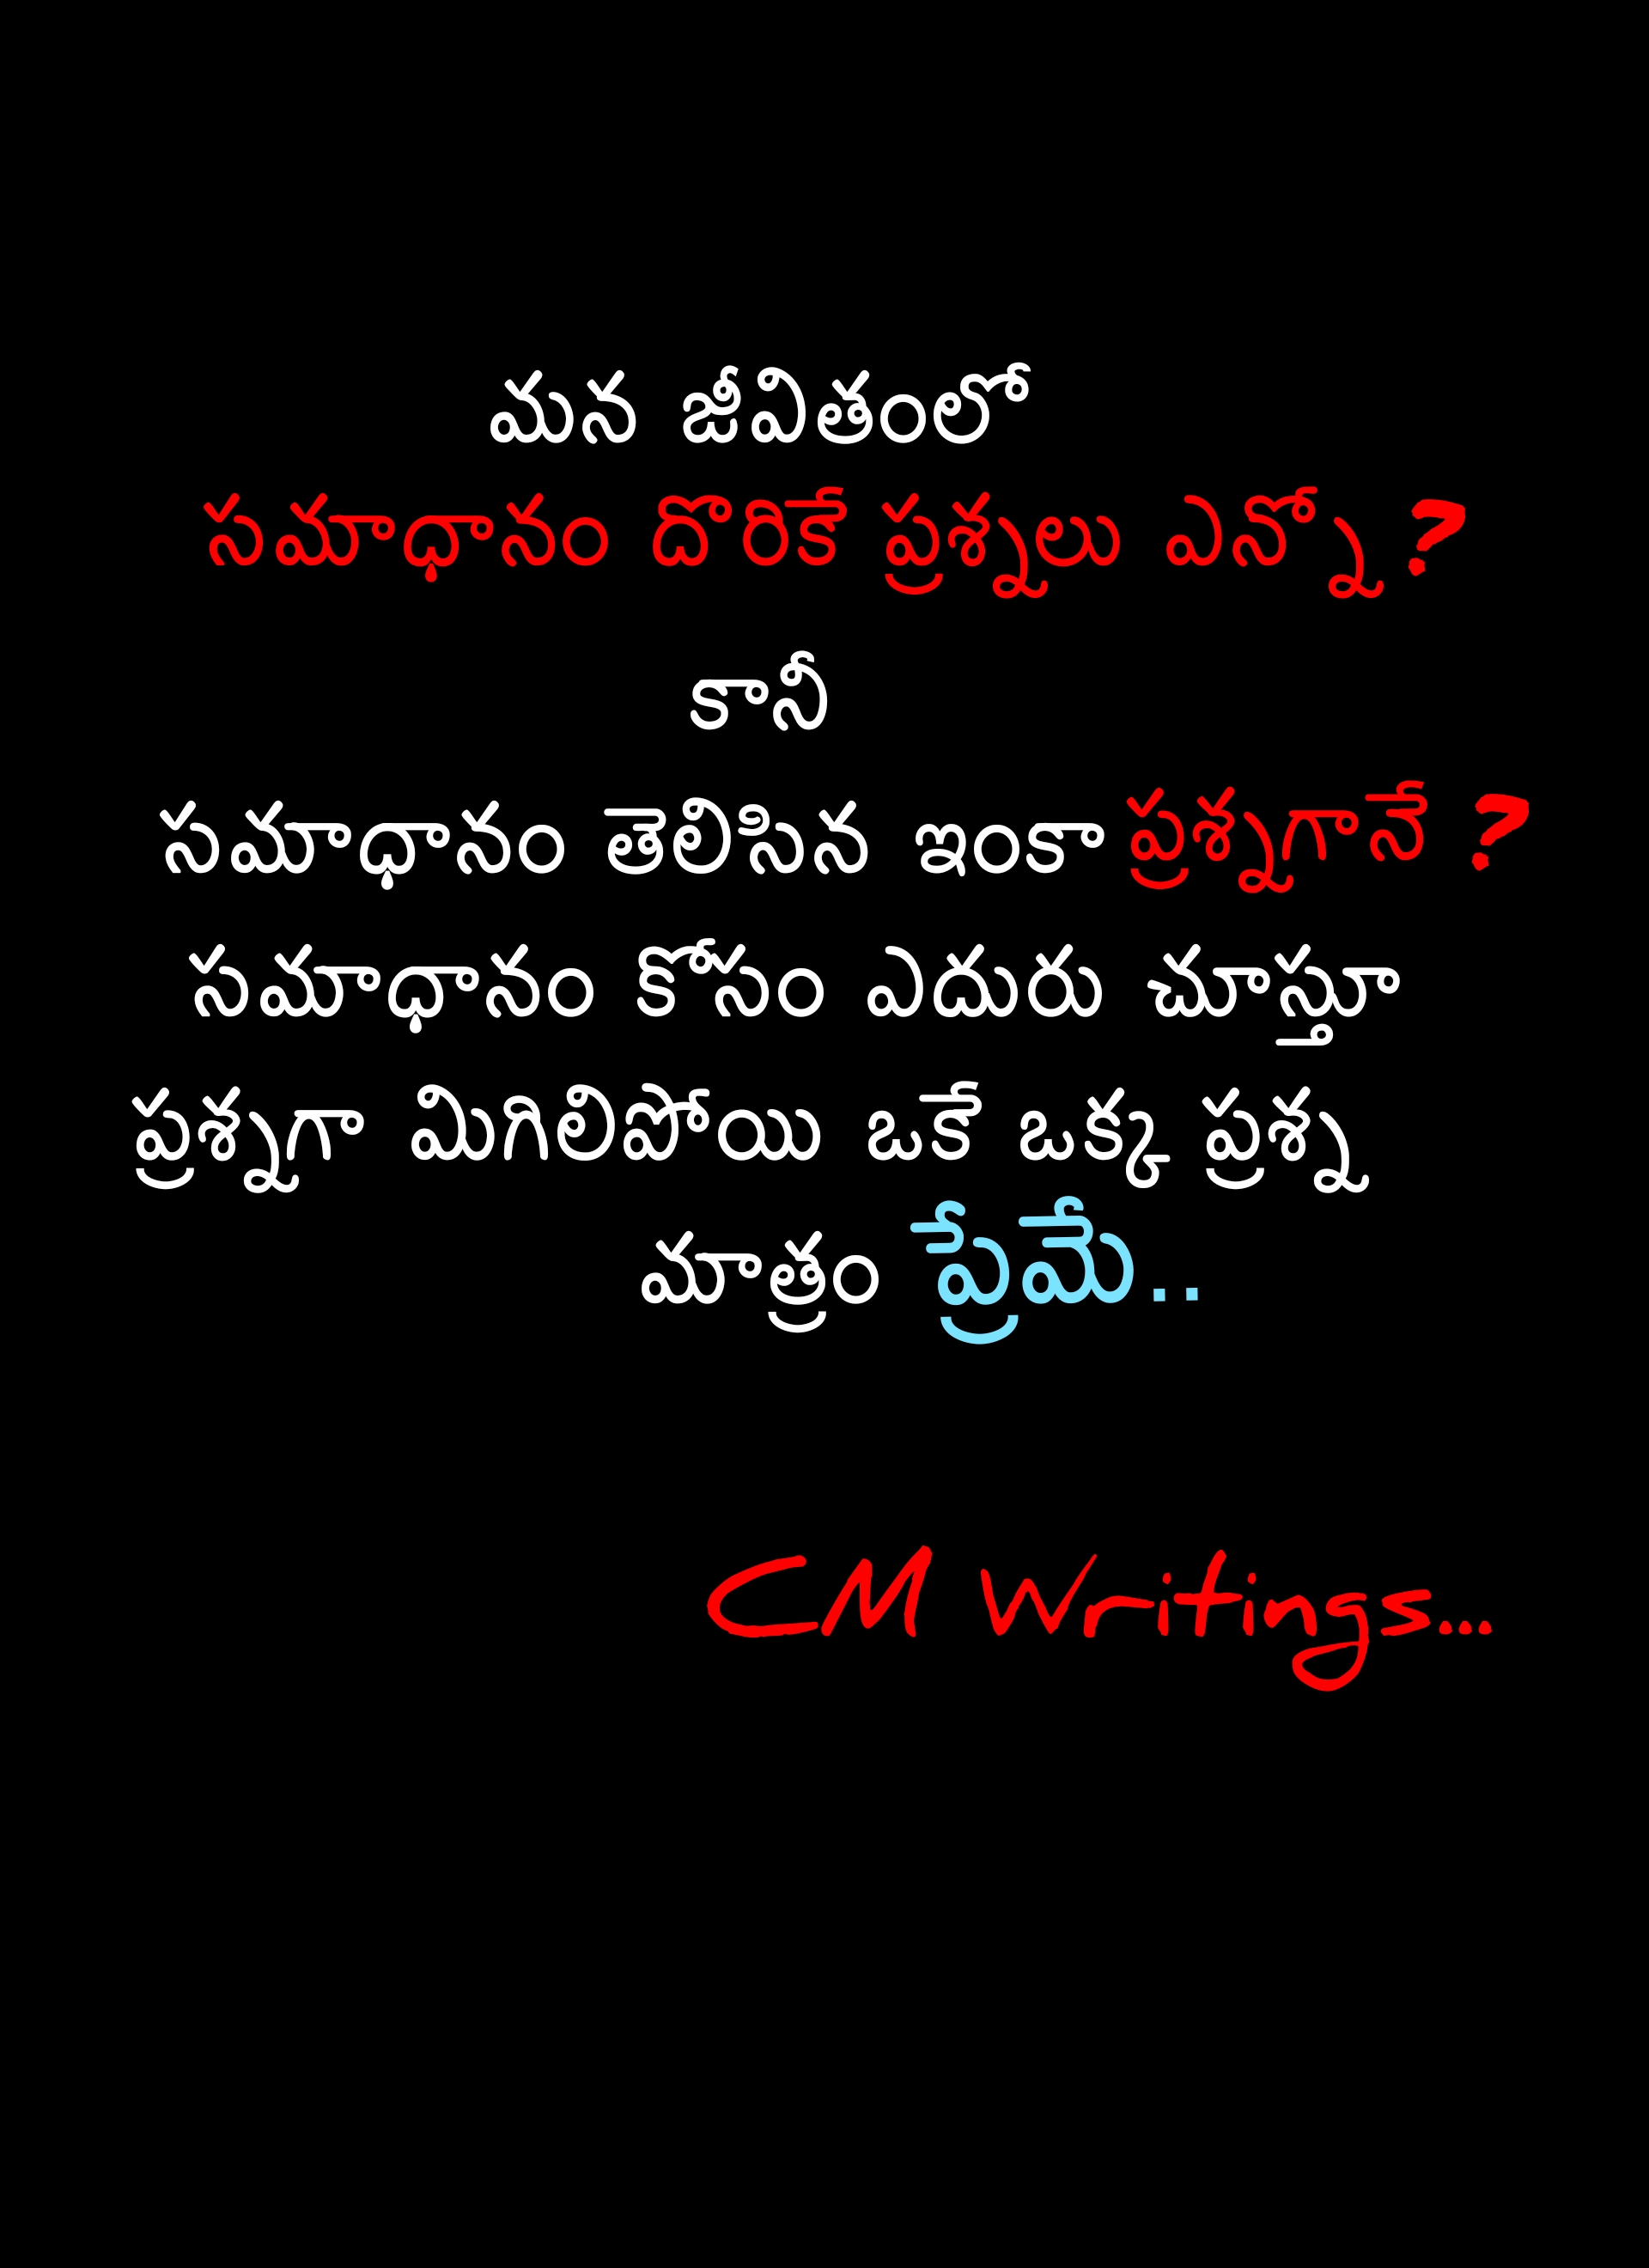 మన జీవితంలో
సమాధానం దొరికే ప్రశ్నలు ఎన్నో ?
కానీ
సమాధానం తెలిసిన ఇంకా ప్రశ్నగానే ?
సమాధానం కోసం ఎదురు చూస్తూ
ప్రశ్నగా మిగిలిపోయి ఒకే ఒక్క ప్రశ్న
మాత్రం ప్రేమే..
CM Writings...